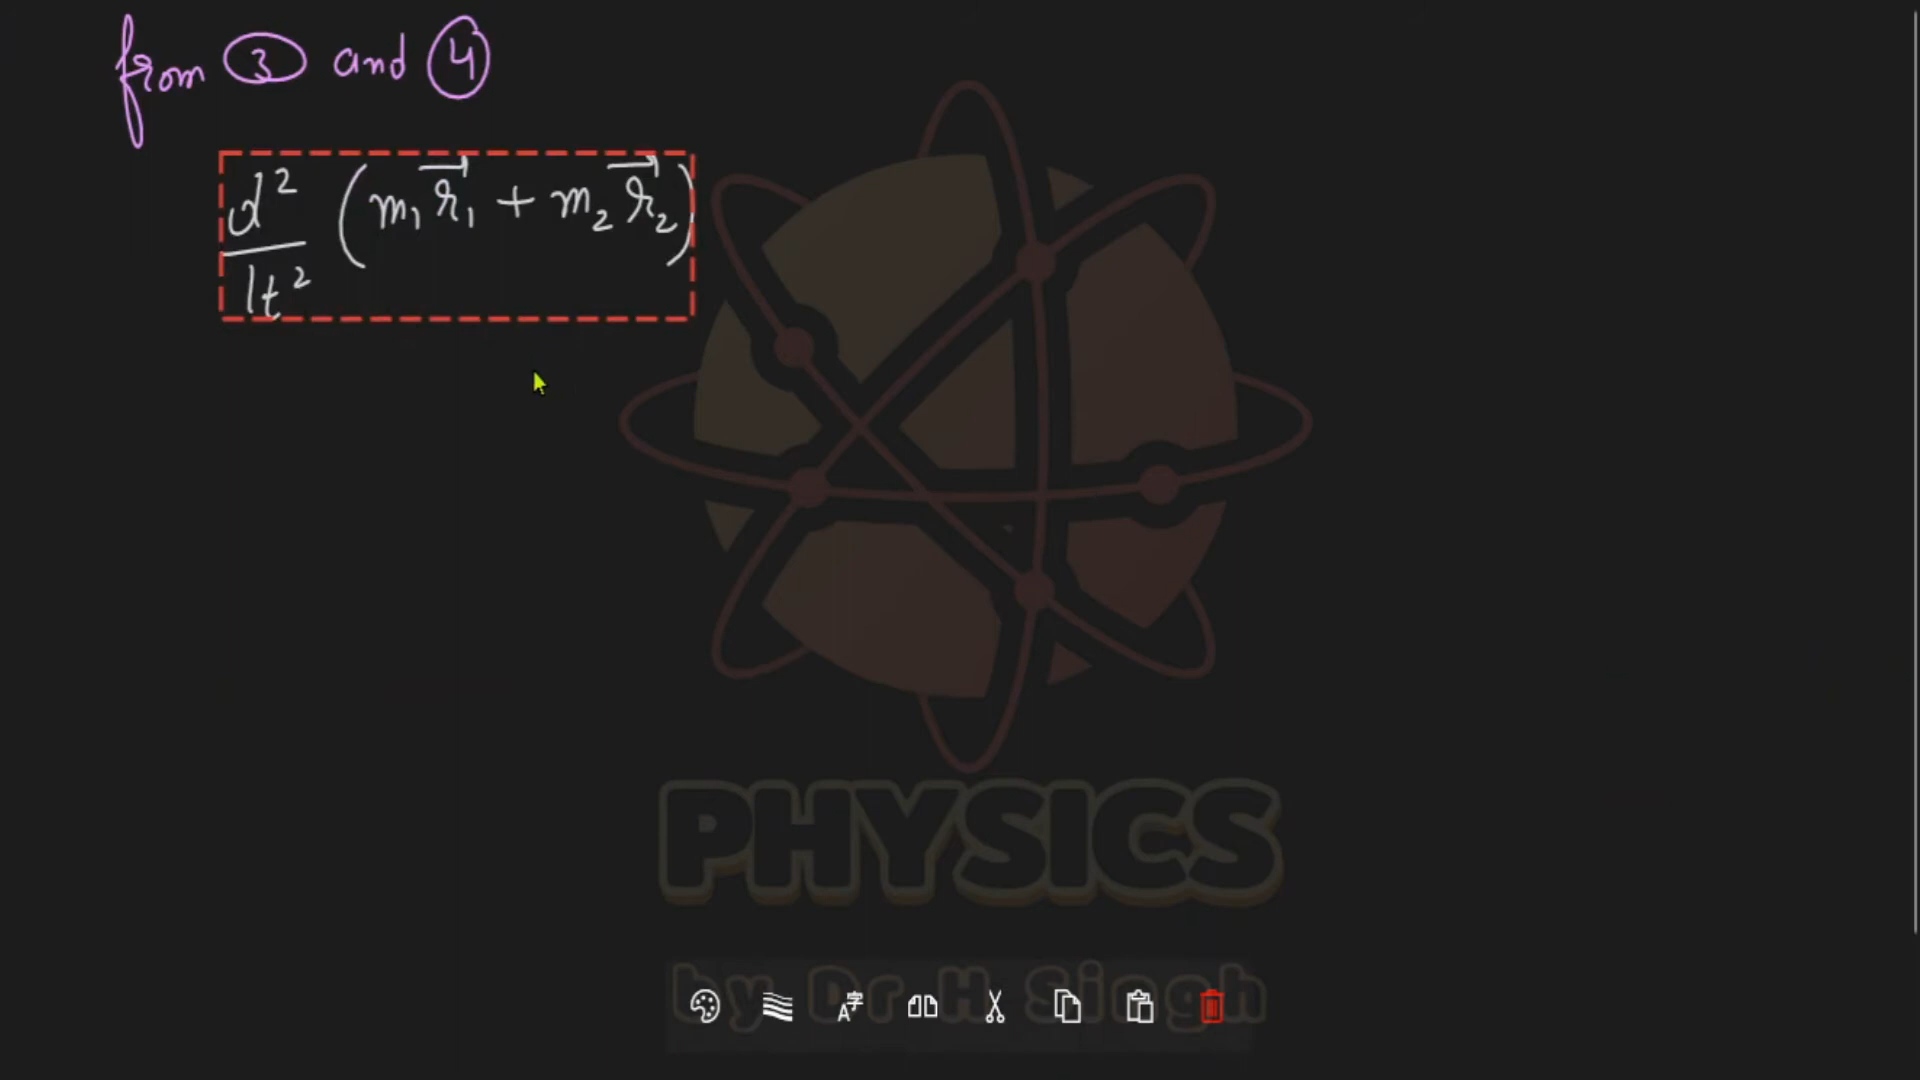 from ③ and ④
d²/dt² (m₁r⃗₁ + m₂r⃗₂)
PHYSICS
by Dr H Singh